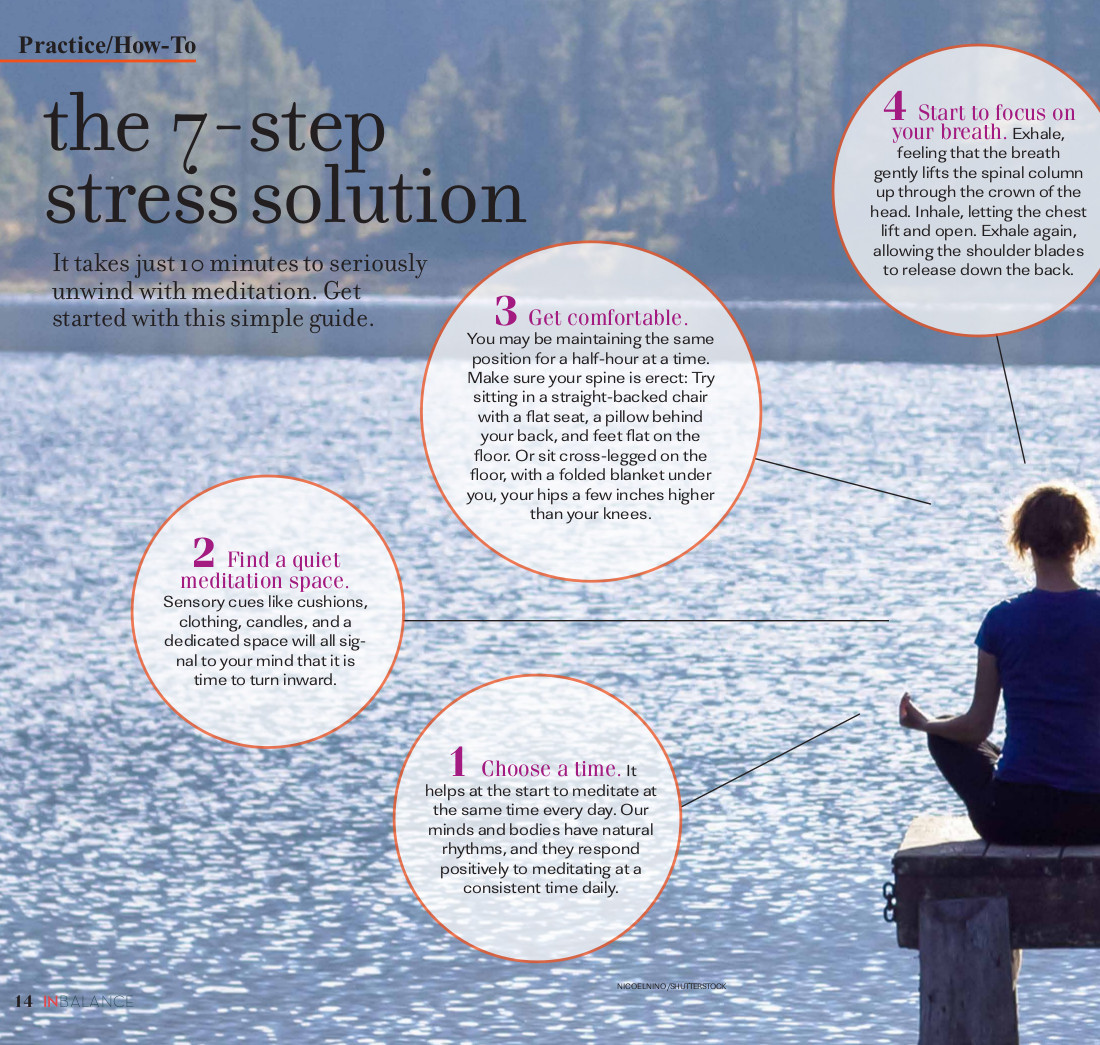 Practice/How-To
the 7-step
stress solution
It takes just 10 minutes to seriously
unwind with meditation. Get
started with this simple guide.
1 Choose a time. It
helps at the start to meditate at
the same time every day. Our
minds and bodies have natural
rhythms, and they respond
positively to meditating at a
consistent time daily.
2 Find a quiet
meditation space.
Sensory cues like cushions,
clothing, candles, and a
dedicated space will all sig-
nal to your mind that it is
time to turn inward.
3 Get comfortable.
You may be maintaining the same
position for a half-hour at a time.
Make sure your spine is erect: Try
sitting in a straight-backed chair
with a flat seat, a pillow behind
your back, and feet flat on the
floor. Or sit cross-legged on the
floor, with a folded blanket under
you, your hips a few inches higher
than your knees.
4 Start to focus on
your breath. Exhale,
feeling that the breath
gently lifts the spinal column
up through the crown of the
head. Inhale, letting the chest
lift and open. Exhale again,
allowing the shoulder blades
to release down the back.
14 INBALANCE
NICOELNINO/SHUTTERSTOCK